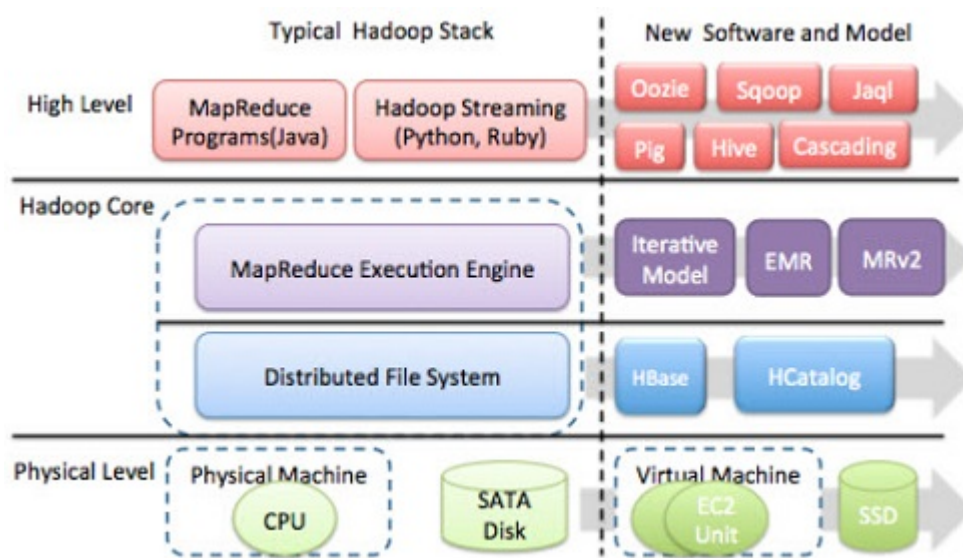 Typical Hadoop Stack
New Software and Model
High Level
MapReduce
Programs(Java)
Hadoop Streaming
(Python, Ruby)
Oozie
Sqoop
Jaql
Pig
Hive
Cascading
Hadoop Core
MapReduce Execution Engine
Iterative
Model
EMR
MRv2
Distributed File System
HBase
HCatalog
Physical Level
Physical Machine
CPU
SATA
Disk
Virtual Machine
EC2
Unit
SSD